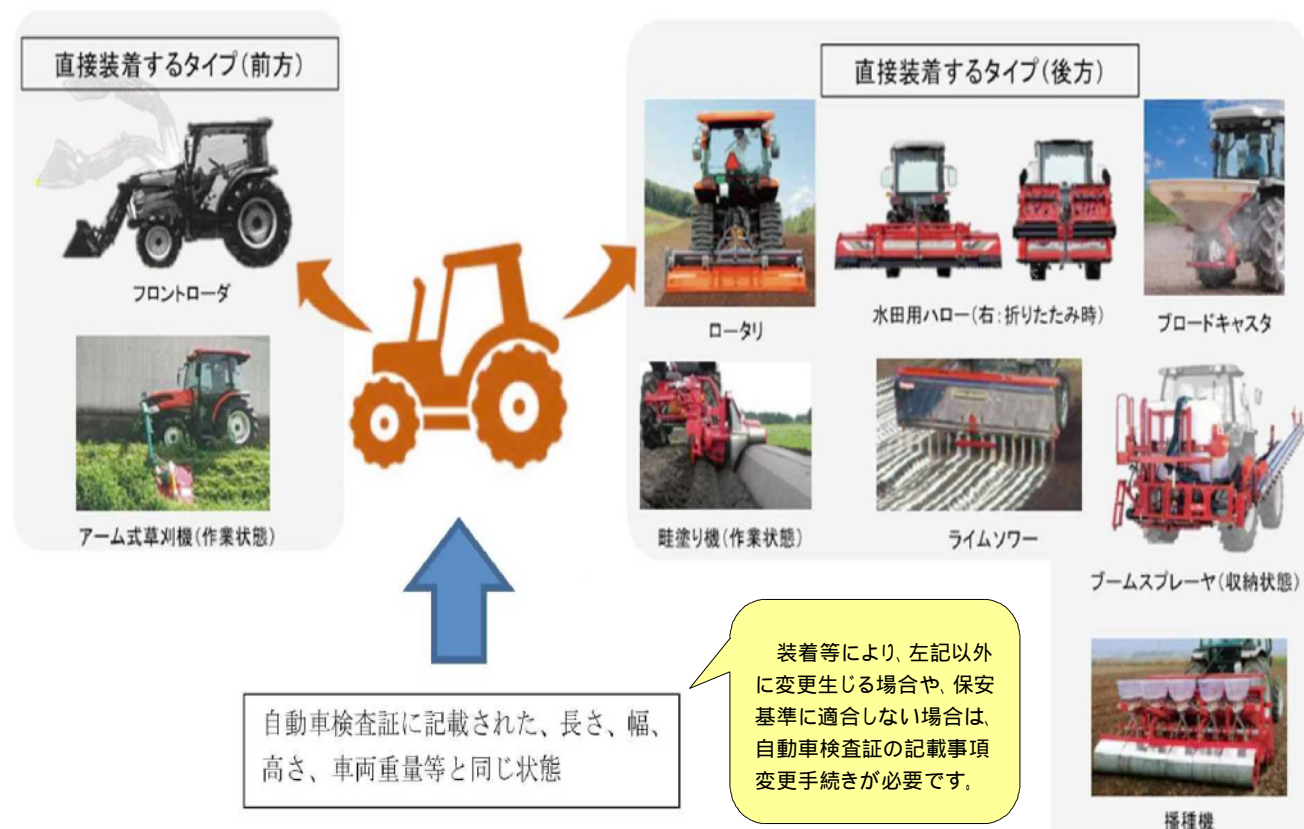 直接装着するタイプ(前方)
フロントローダ
アーム式草刈機(作業状態)
直接装着するタイプ(後方)
ロータリ
水田用ハロー(右:折りたたみ時)
ブロードキャスタ
畦塗り機(作業状態)
ライムソワー
ブームスプレーヤ(収納状態)
播種機
自動車検査証に記載された、長さ、幅、
高さ、車両重量等と同じ状態
装着等により、左記以外
に変更生じる場合や、保安
基準に適合しない場合は、
自動車検査証の記載事項
変更手続きが必要です。